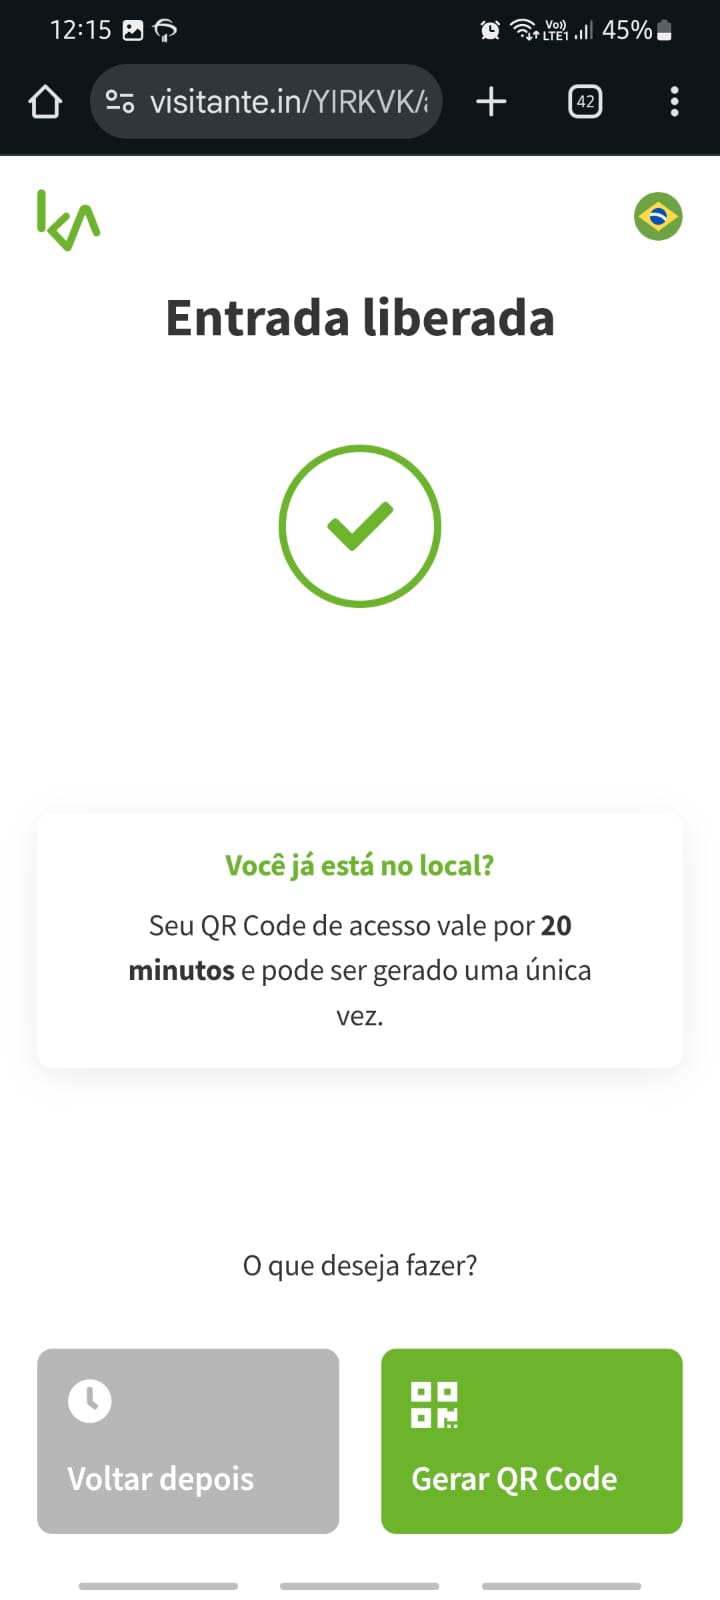 12:15
Vo))
LTE1
45%
visitante.in/YIRKVK/
42
Entrada liberada
Você já está no local?
Seu QR Code de acesso vale por 20
minutos e pode ser gerado uma única
vez.
O que deseja fazer?
Voltar depois
Gerar QR Code